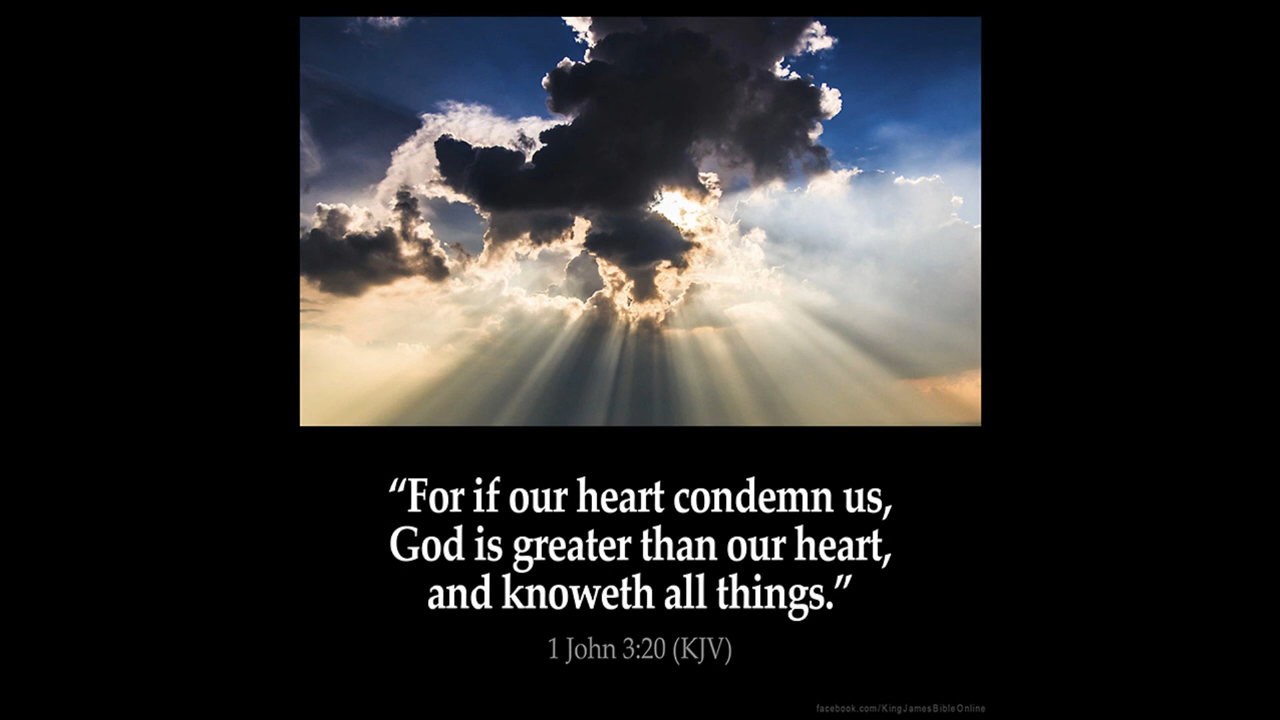 “For if our heart condemn us,
God is greater than our heart,
and knoweth all things.”
1 John 3:20 (KJV)
facebook.com/KingJamesBibleOnline